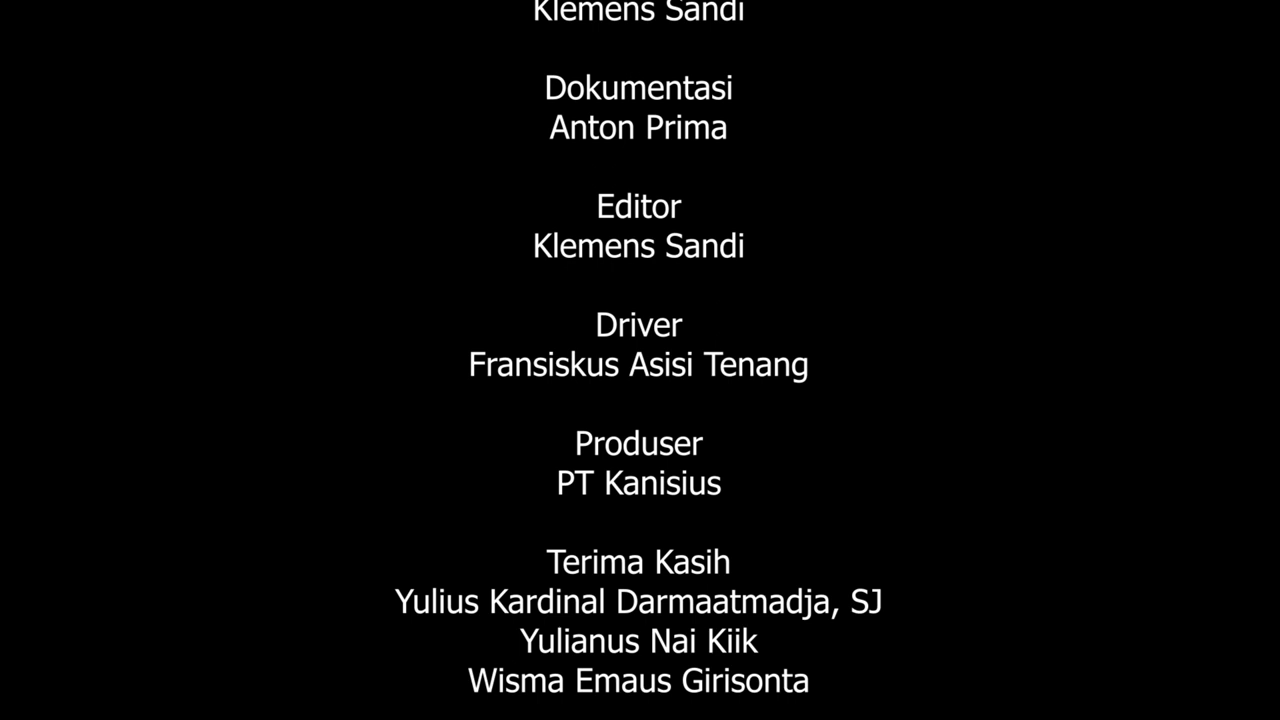 Klemens Sandi
Dokumentasi
Anton Prima
Editor
Klemens Sandi
Driver
Fransiskus Asisi Tenang
Produser
PT Kanisius
Terima Kasih
Yulius Kardinal Darmaatmadja, SJ
Yulianus Nai Kiik
Wisma Emaus Girisonta